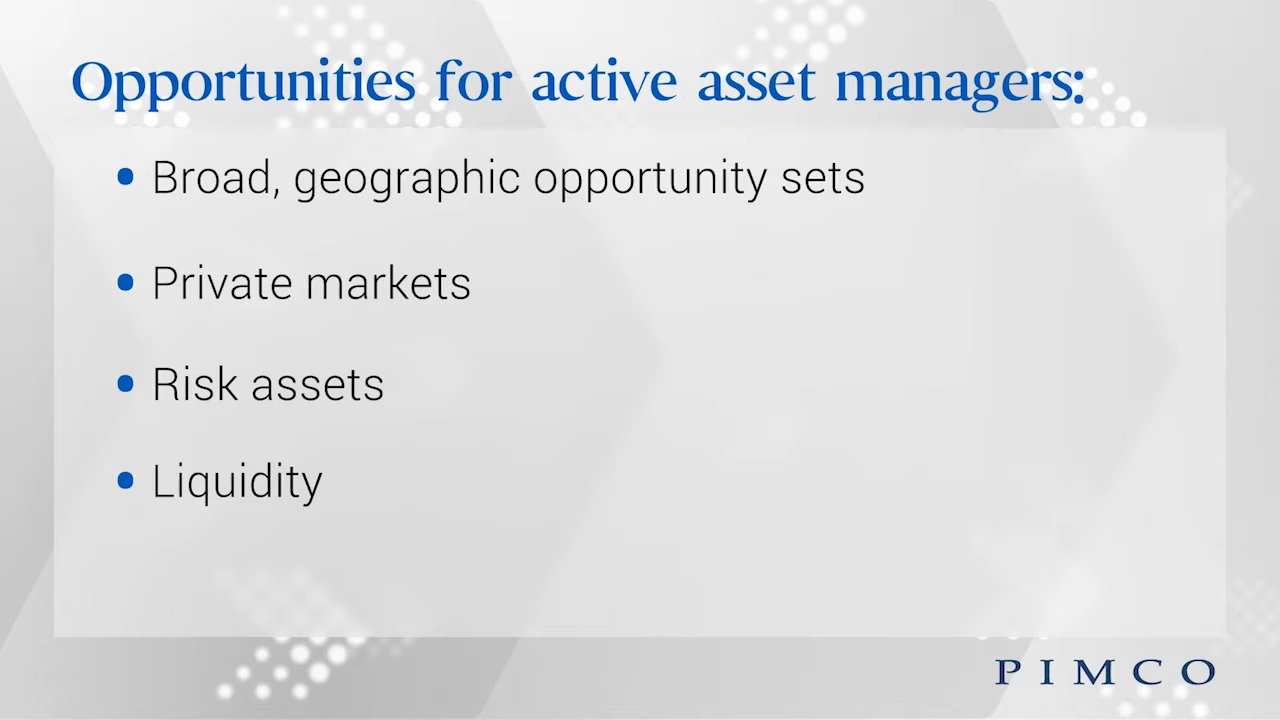 Opportunities for active asset managers:
• Broad, geographic opportunity sets
• Private markets
• Risk assets
• Liquidity
PIMCO